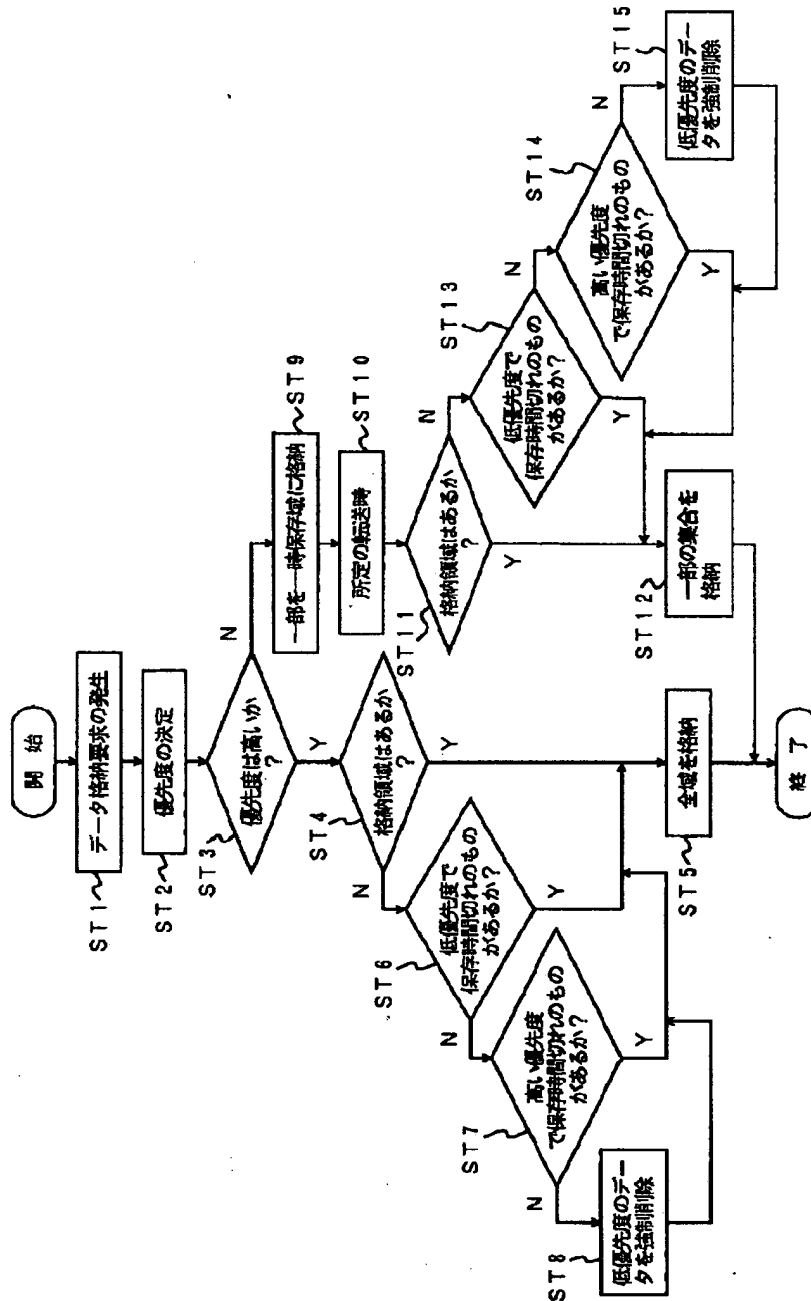 開始
ST1
データ格納要求の発生
ST2
優先度の決定
ST3
優先度は高いか
?
N
Y
ST4
格納領域はあるか
?
N
Y
ST5
全域を格納
ST6
低優先度で
保存時間切れのもの
があるか?
N
Y
ST7
高い優先度
で保存時間切れのもの
があるか?
N
Y
ST8
低優先度のデー
タを強制削除
ST9
一部を一時保存域に格納
ST10
所定の転送時
ST11
格納領域はあるか
?
N
Y
ST12
一部の集合を
格納
ST13
低優先度で
保存時間切れのもの
があるか?
N
Y
ST14
高い優先度
で保存時間切れのもの
があるか?
N
Y
ST15
低優先度のデー
タを強制削除
終了